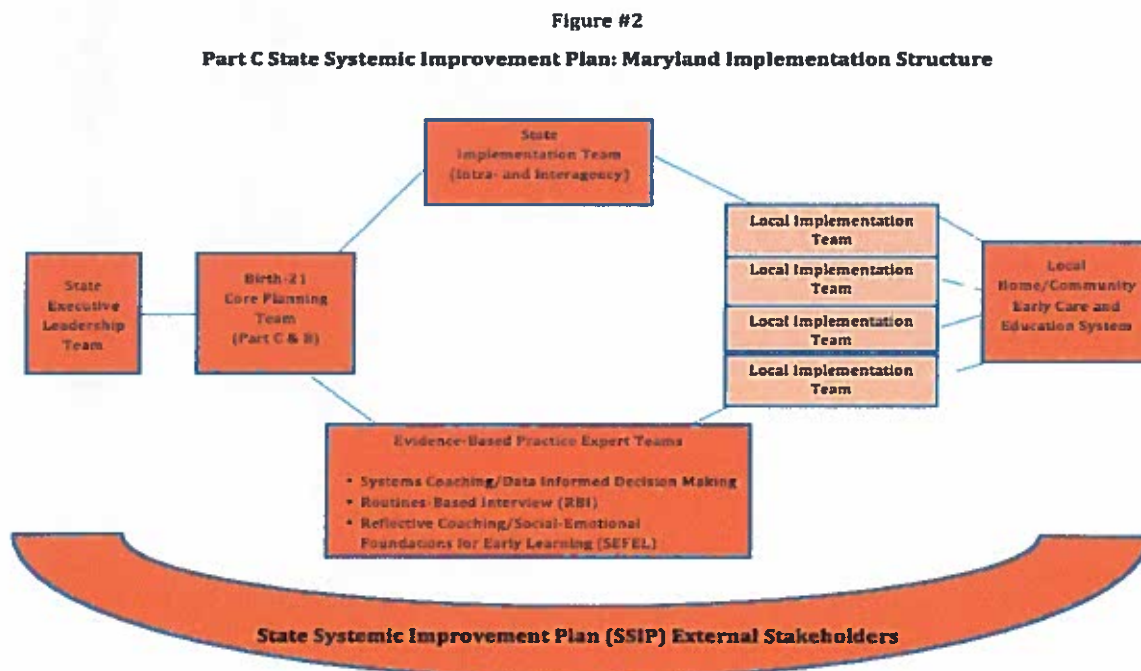 Figure #2
Part C State Systemic Improvement Plan: Maryland Implementation Structure
State
Implementation Team
(Intra- and Interagency)
State
Executive
Leadership
Team
Birth-21
Core Planning
Team
(Part C & B)
Local Implementation
Team
Local Implementation
Team
Local Implementation
Team
Local Implementation
Team
Local
Home/Community
Early Care and
Education System
Evidence-Based Practice Expert Teams
• Systems Coaching/Data Informed Decision Making
• Routines-Based Interview (RBI)
• Reflective Coaching/Social-Emotional
Foundations for Early Learning (SEFEL)
State Systemic Improvement Plan (SSIP) External Stakeholders